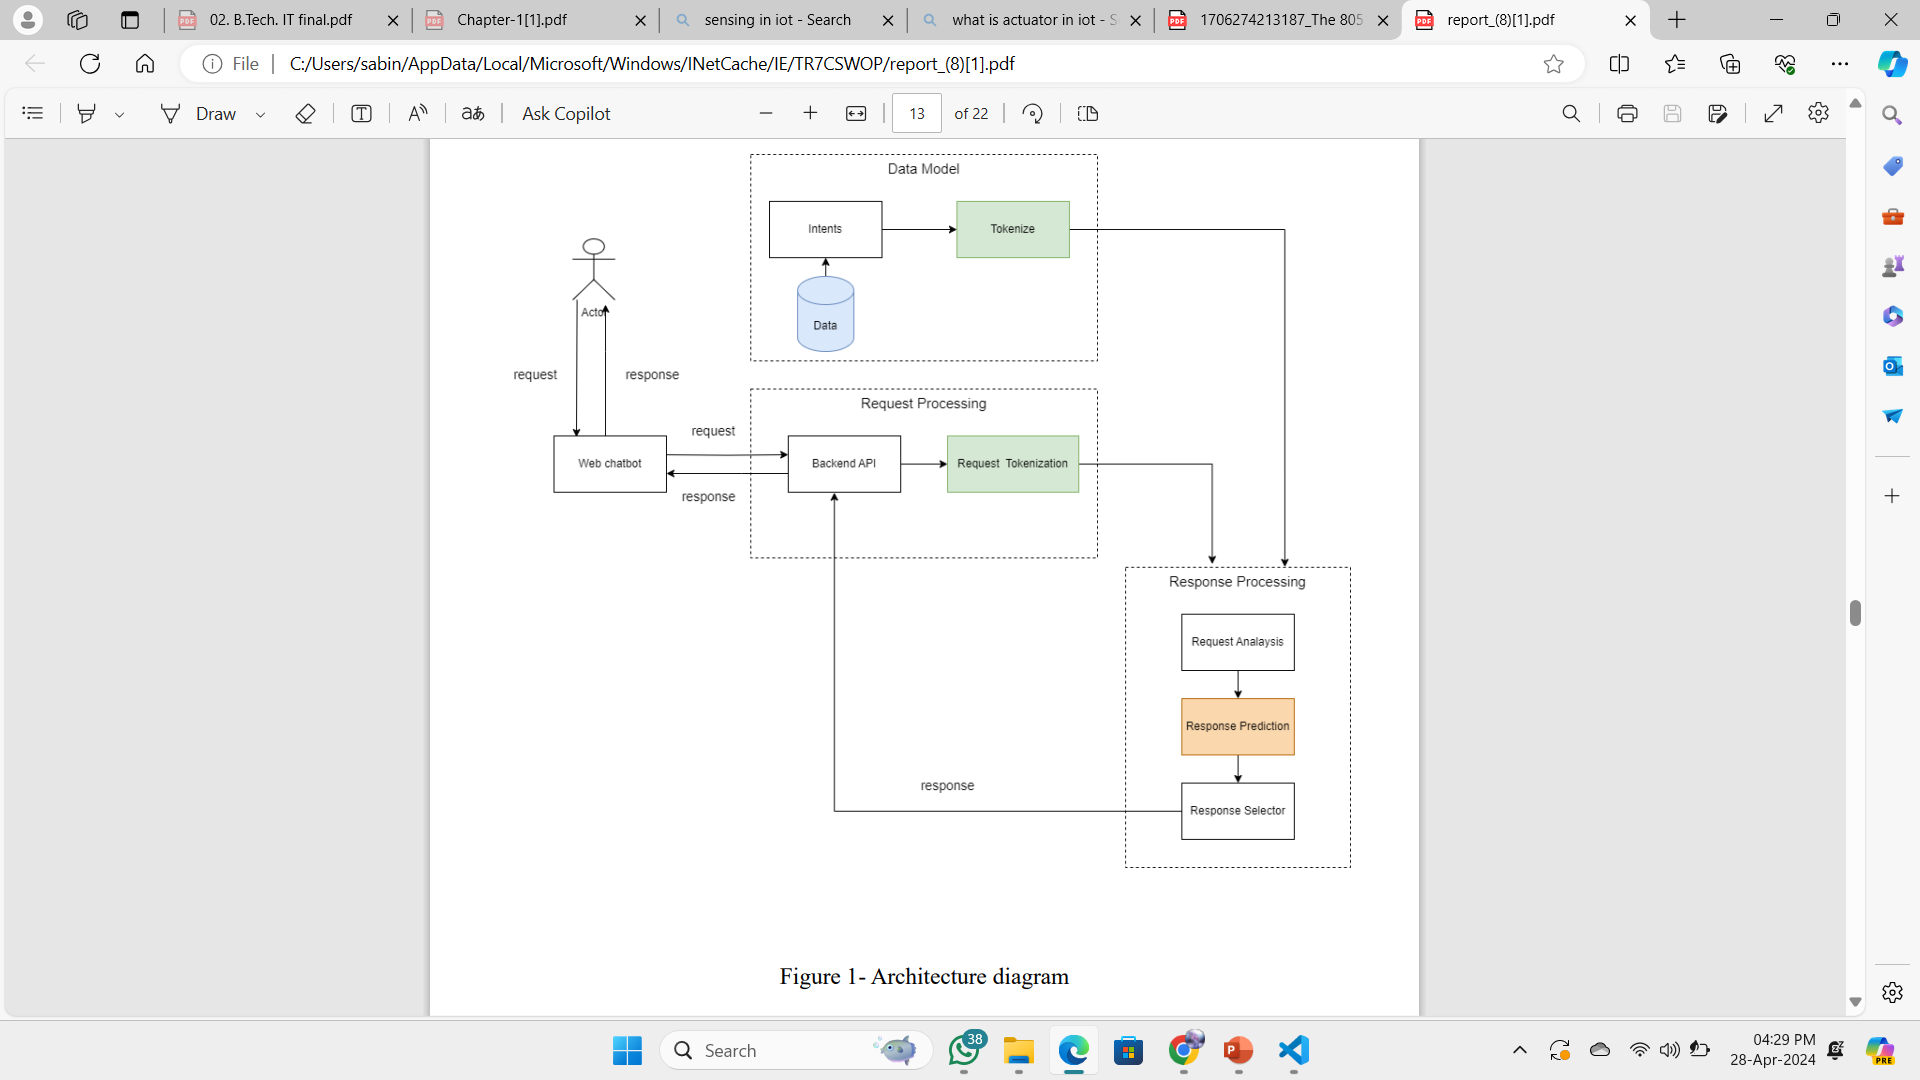 02. B.Tech. IT final.pdf
Chapter-1[1].pdf
sensing in iot - Search
what is actuator in iot - S
1706274213187_The 805
report_(8)[1].pdf
File
C:/Users/sabin/AppData/Local/Microsoft/Windows/INetCache/IE/TR7CSWOP/report_(8)[1].pdf
Draw
Ask Copilot
13
of 22
Data Model
Intents
Tokenize
Data
Acto
request
response
Request Processing
request
Web chatbot
Backend API
Request Tokenization
response
Response Processing
Request Analaysis
Response Prediction
response
Response Selector
Figure 1- Architecture diagram
Search
38
04:29 PM
28-Apr-2024
PRE